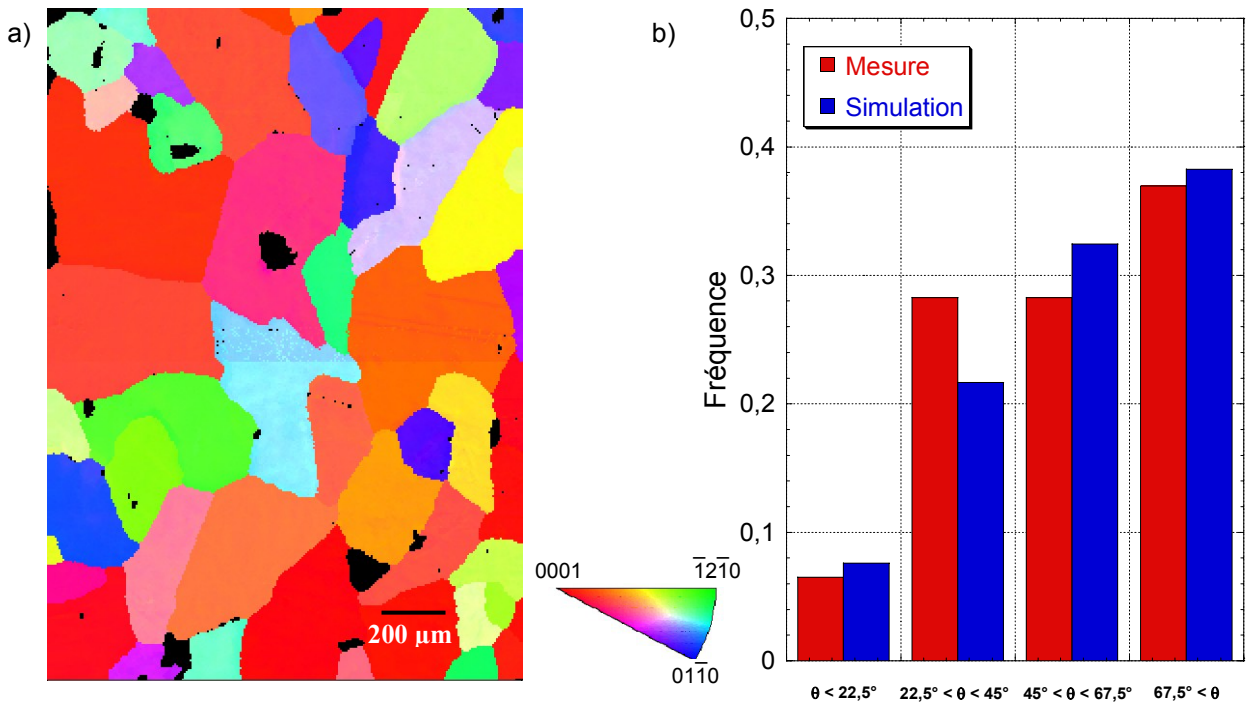 a)
200 µm
0001
1̅21̅0
011̅0
b)
Fréquence
0,5
0,4
0,3
0,2
0,1
0
Mesure
Simulation
θ < 22,5°
22,5° < θ < 45°
45° < θ < 67,5°
67,5° < θ